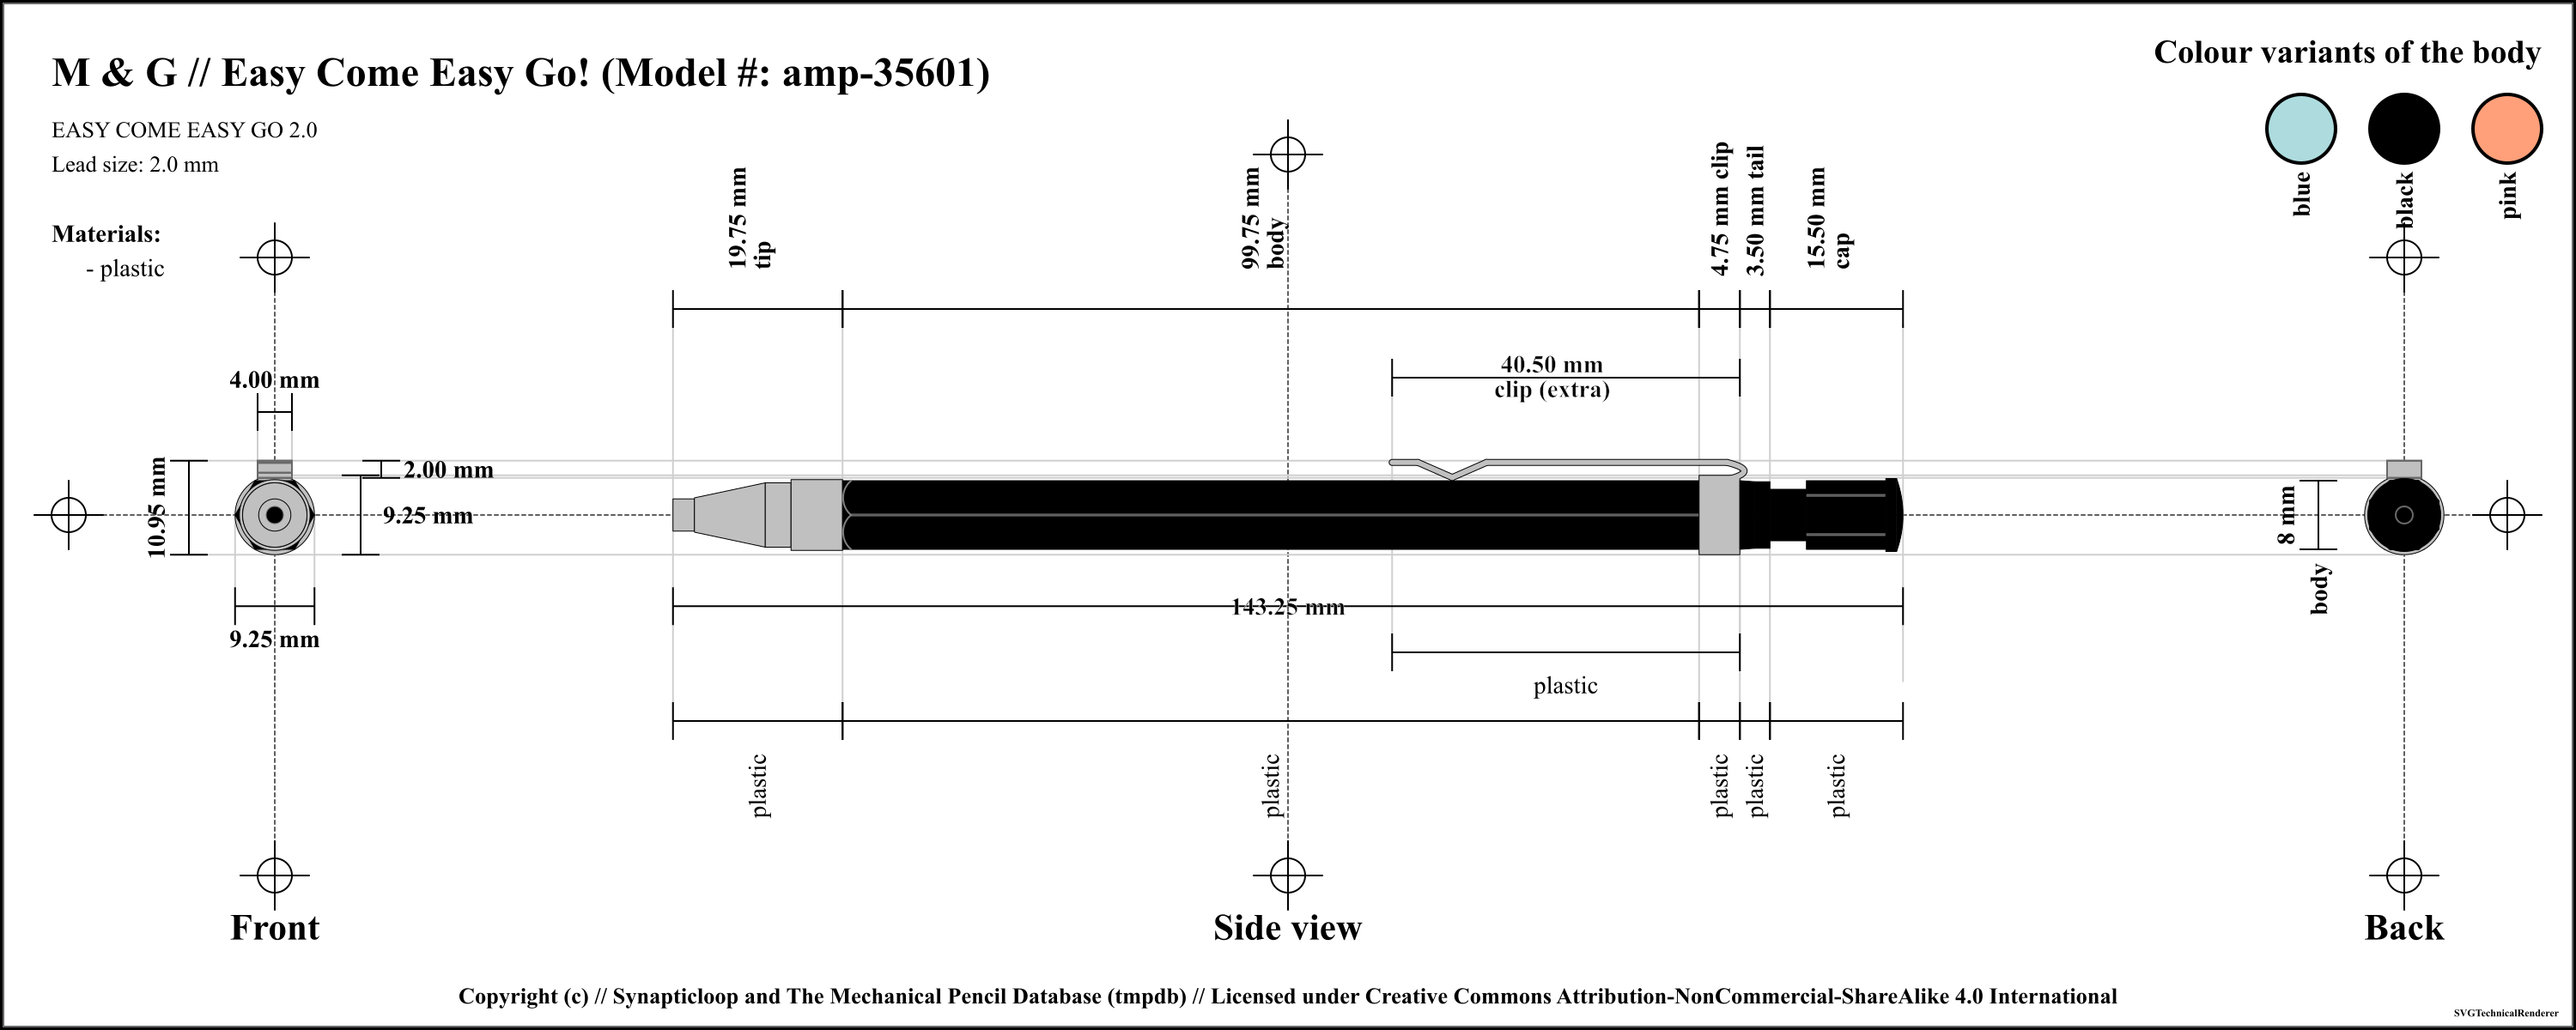 M & G // Easy Come Easy Go! (Model #: amp-35601)
Colour variants of the body
EASY COME EASY GO 2.0
Lead size: 2.0 mm
blue
black
pink
Materials:
- plastic
19.75 mm
tip
99.75 mm
body
4.75 mm clip
3.50 mm tail
15.50 mm
cap
40.50 mm
clip (extra)
4.00 mm
2.00 mm
10.95 mm
9.25 mm
8 mm
body
143.25 mm
9.25 mm
plastic
plastic
plastic
plastic
plastic
plastic
Front
Side view
Back
Copyright (c) // Synapticloop and The Mechanical Pencil Database (tmpdb) // Licensed under Creative Commons Attribution-NonCommercial-ShareAlike 4.0 International
SVGTechnicalRenderer